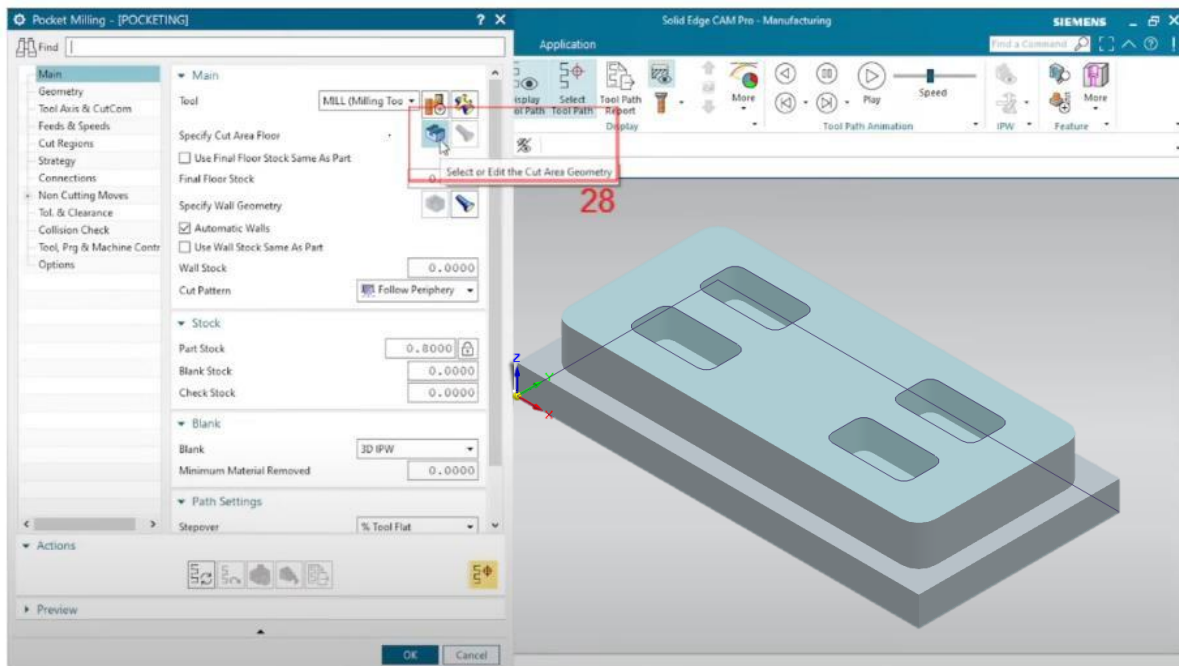 Pocket Milling - [POCKETING]
Find
Main
Geometry
Tool Axis & CutCom
Feeds & Speeds
Cut Regions
Strategy
Connections
Non Cutting Moves
Tol. & Clearance
Collision Check
Tool, Prg & Machine Contr
Options
Main
Tool
MILL (Milling Too
Specify Cut Area Floor
Use Final Floor Stock Same As Part
Final Floor Stock
0.
Select or Edit the Cut Area Geometry
Specify Wall Geometry
Automatic Walls
Use Wall Stock Same As Part
Wall Stock
0.0000
Cut Pattern
Follow Periphery
Stock
Part Stock
0.8000
Blank Stock
0.0000
Check Stock
0.0000
Blank
Blank
3D IPW
Minimum Material Removed
0.0000
Path Settings
Stepover
% Tool Flat
Actions
Preview
OK
Cancel
Solid Edge CAM Pro - Manufacturing
SIEMENS
Application
Find a Command
isplay
ool Path
Select
Tool Path
Tool Path
Report
Display
More
Play
Speed
Tool Path Animation
IPW
More
Feature
28
Z
Y
X